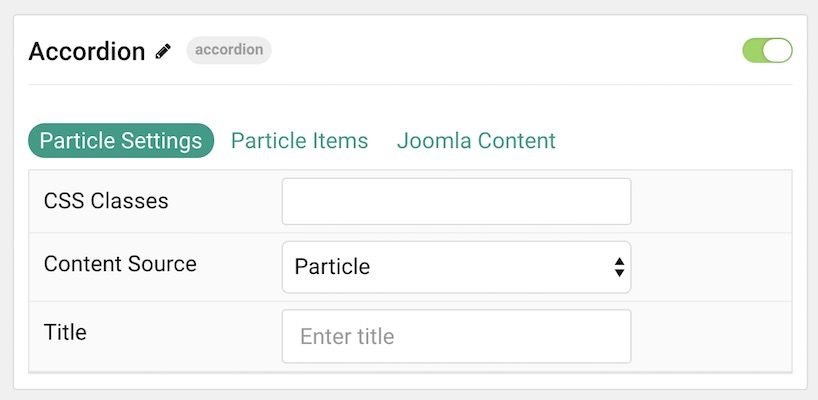 Accordion accordion
Particle Settings Particle Items Joomla Content
CSS Classes
Content Source Particle
Title Enter title